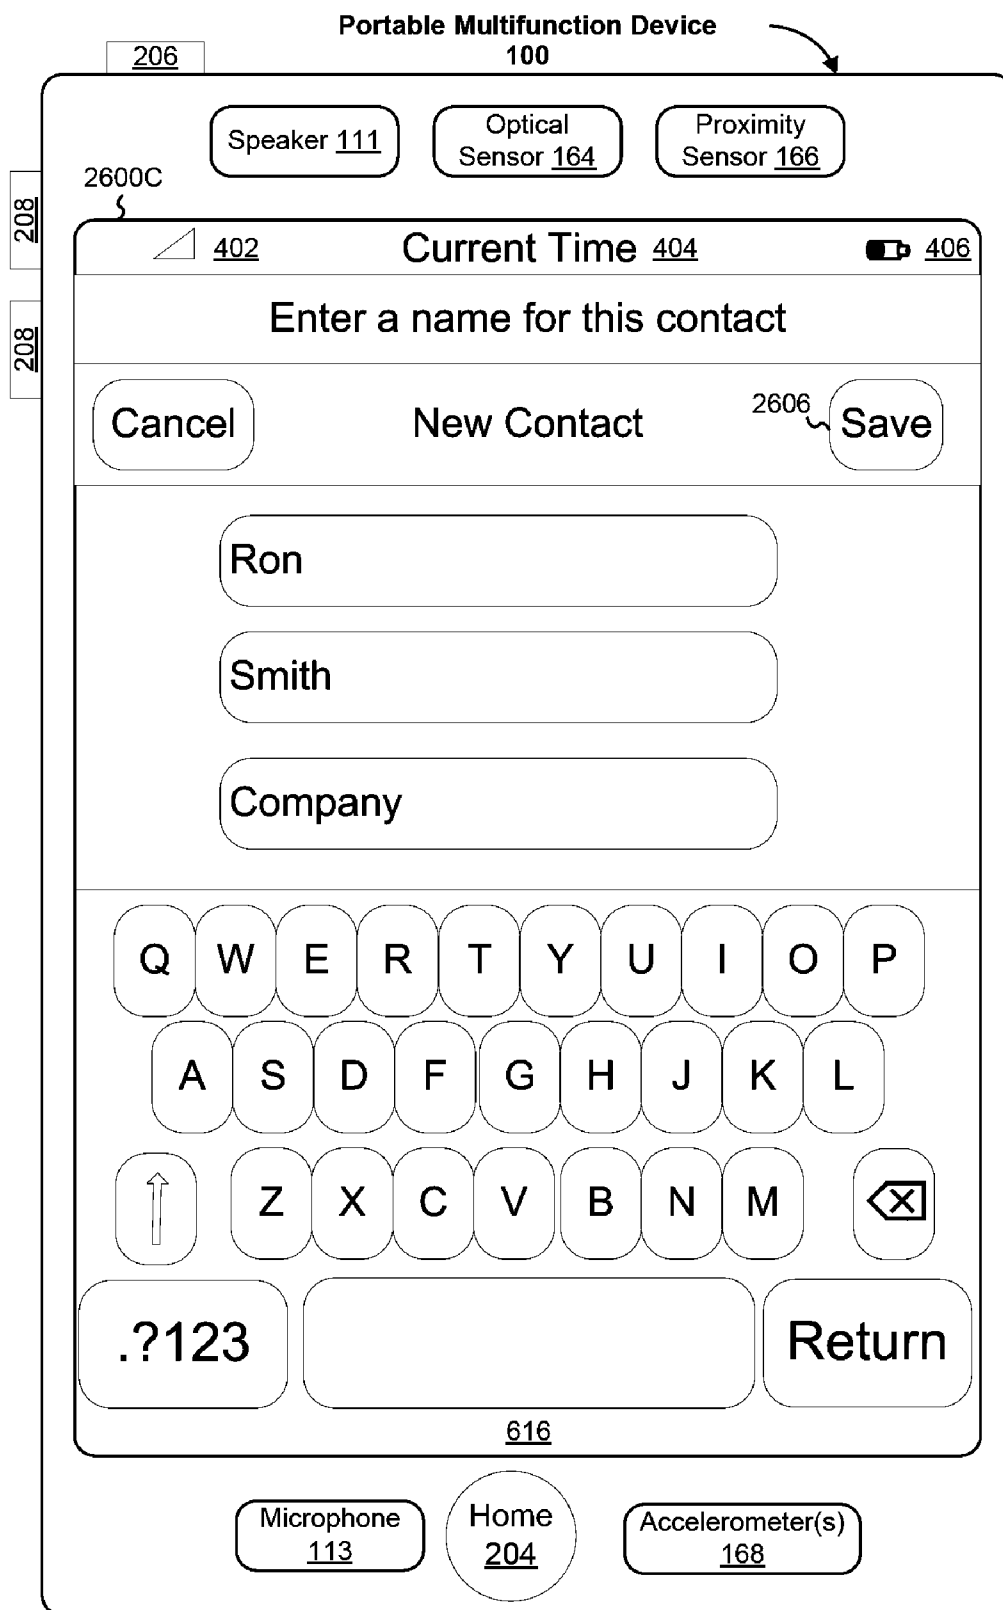 Portable Multifunction Device
100
206
Speaker 111
Optical
Sensor 164
Proximity
Sensor 166
2600C
208
208
402
Current Time 404
406
Enter a name for this contact
Cancel
New Contact
2606
Save
Ron
Smith
Company
Q W E R T Y U I O P
A S D F G H J K L
Z X C V B N M
.?123
Return
616
Microphone
113
Home
204
Accelerometer(s)
168